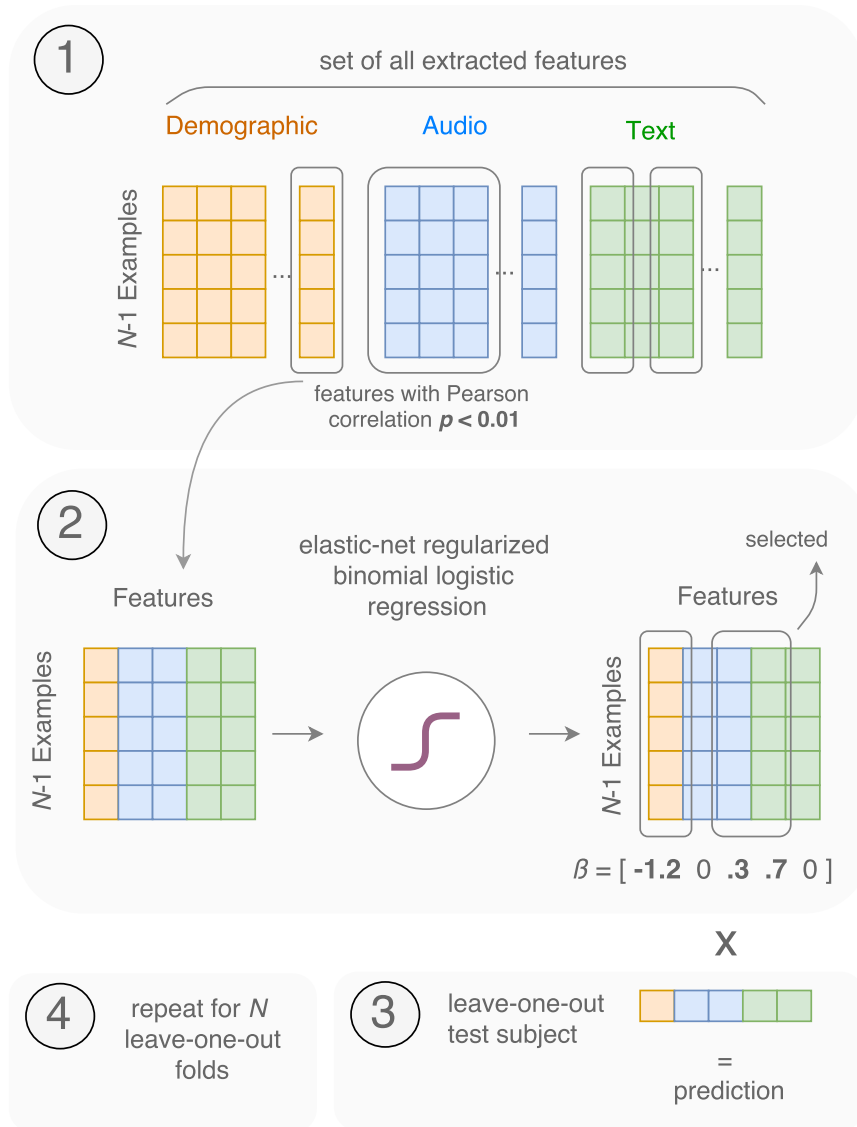 1
set of all extracted features
Demographic
Audio
Text
N-1 Examples
...
...
...
features with Pearson
correlation p < 0.01
2
elastic-net regularized
binomial logistic
regression
selected
Features
Features
N-1 Examples
N-1 Examples
ß = [ -1.2 0 .3 .7 0 ]
X
4
repeat for N
leave-one-out
folds
3
leave-one-out
test subject
=
prediction